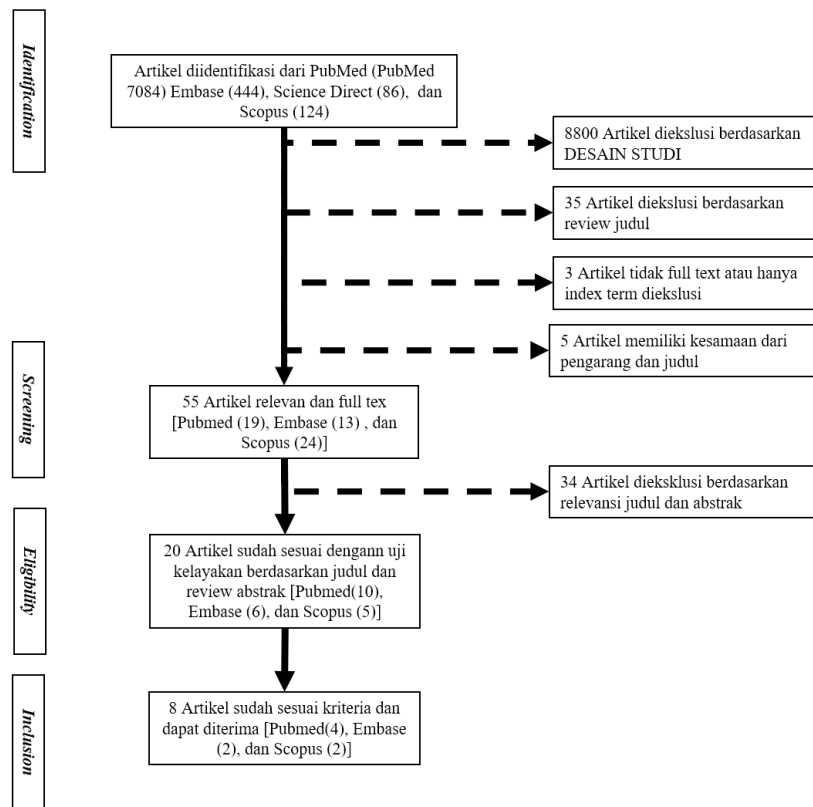 Identification
Artikel diidentifikasi dari PubMed (PubMed
7084) Embase (444), Science Direct (86), dan
Scopus (124)
8800 Artikel diekslusi berdasarkan
DESAIN STUDI
35 Artikel diekslusi berdasarkan
review judul
3 Artikel tidak full text atau hanya
index term diekslusi
5 Artikel memiliki kesamaan dari
pengarang dan judul
Screening
55 Artikel relevan dan full tex
[Pubmed (19), Embase (13) , dan
Scopus (24)]
34 Artikel dieksklusi berdasarkan
relevansi judul dan abstrak
Eligibility
20 Artikel sudah sesuai dengann uji
kelayakan berdasarkan judul dan
review abstrak [Pubmed(10),
Embase (6), dan Scopus (5)]
Inclusion
8 Artikel sudah sesuai kriteria dan
dapat diterima [Pubmed(4), Embase
(2), dan Scopus (2)]